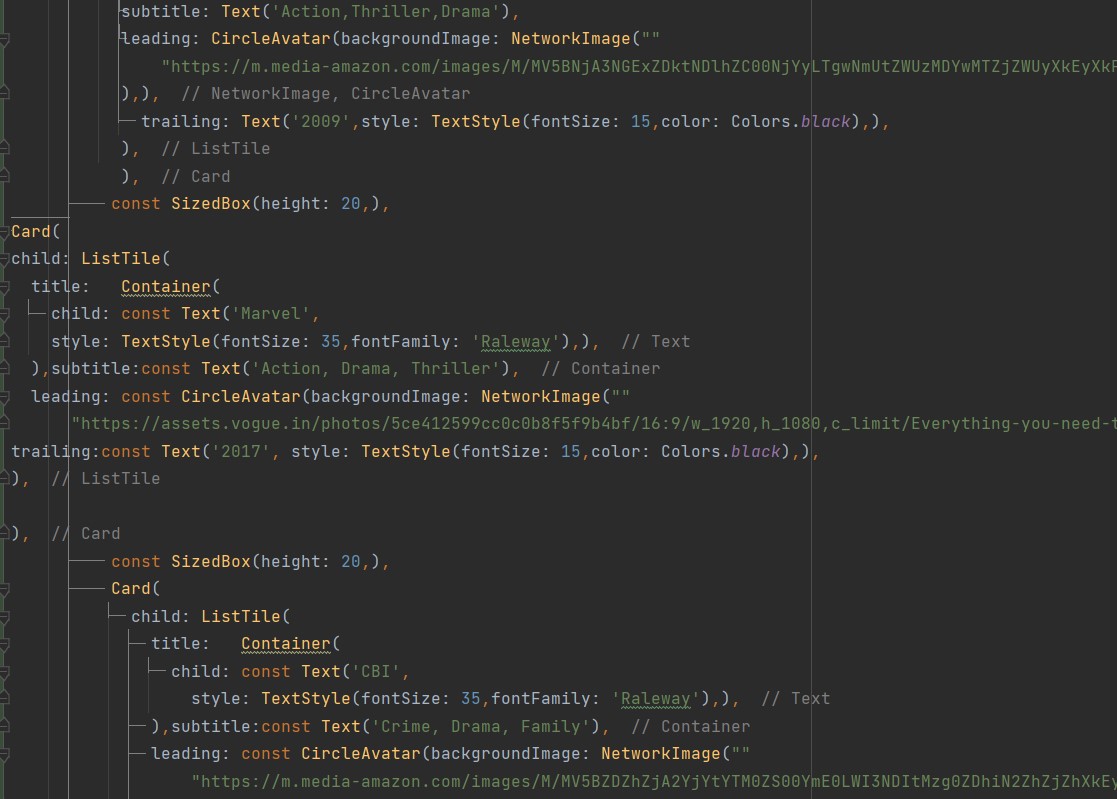 subtitle: Text('Action,Thriller,Drama'),
leading: CircleAvatar(backgroundImage: NetworkImage(""
"https://m.media-amazon.com/images/M/MV5BNjA3NGExZDktNDlhZC00NjYyLTgwNmUtZWUzMDYwMTZjZWUyXkEyXkF
),),  // NetworkImage, CircleAvatar
trailing: Text('2009',style: TextStyle(fontSize: 15,color: Colors.black),),
),  // ListTile
),  // Card
const SizedBox(height: 20,),
Card(
child: ListTile(
title:   Container(
child: const Text('Marvel',
style: TextStyle(fontSize: 35,fontFamily: 'Raleway'),),  // Text
),subtitle:const Text('Action, Drama, Thriller'),  // Container
leading: const CircleAvatar(backgroundImage: NetworkImage(""
"https://assets.vogue.in/photos/5ce412599cc0c0b8f5f9b4bf/16:9/w_1920,h_1080,c_limit/Everything-you-need-t
trailing:const Text('2017', style: TextStyle(fontSize: 15,color: Colors.black),),
),  // ListTile
),  // Card
const SizedBox(height: 20,),
Card(
child: ListTile(
title:   Container(
child: const Text('CBI',
style: TextStyle(fontSize: 35,fontFamily: 'Raleway'),),  // Text
),subtitle:const Text('Crime, Drama, Family'),  // Container
leading: const CircleAvatar(backgroundImage: NetworkImage(""
"https://m.media-amazon.com/images/M/MV5BZDZhZjA2YjYtYTM0ZS00YmE0LWI3NDItMzg0ZDhiN2ZhZjZhXkEy